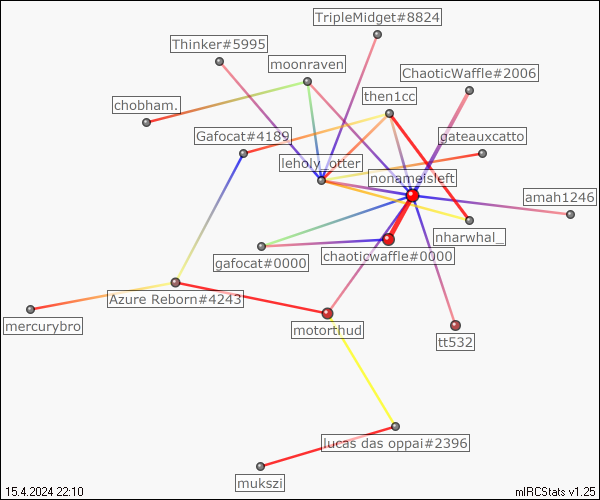 TripleMidget#8824
Thinker#5995
moonraven
ChaoticWaffle#2006
then1cc
chobham.
Gafocat#4189
gateauxcatto
leholy_otter
nonameisleft
amah1246
nharwhal_
gafocat#0000
chaoticwaffle#0000
Azure Reborn#4243
mercurybro
motorthud
tt532
lucas das oppai#2396
mukszi
15.4.2024 22:10
mIRCStats v1.25